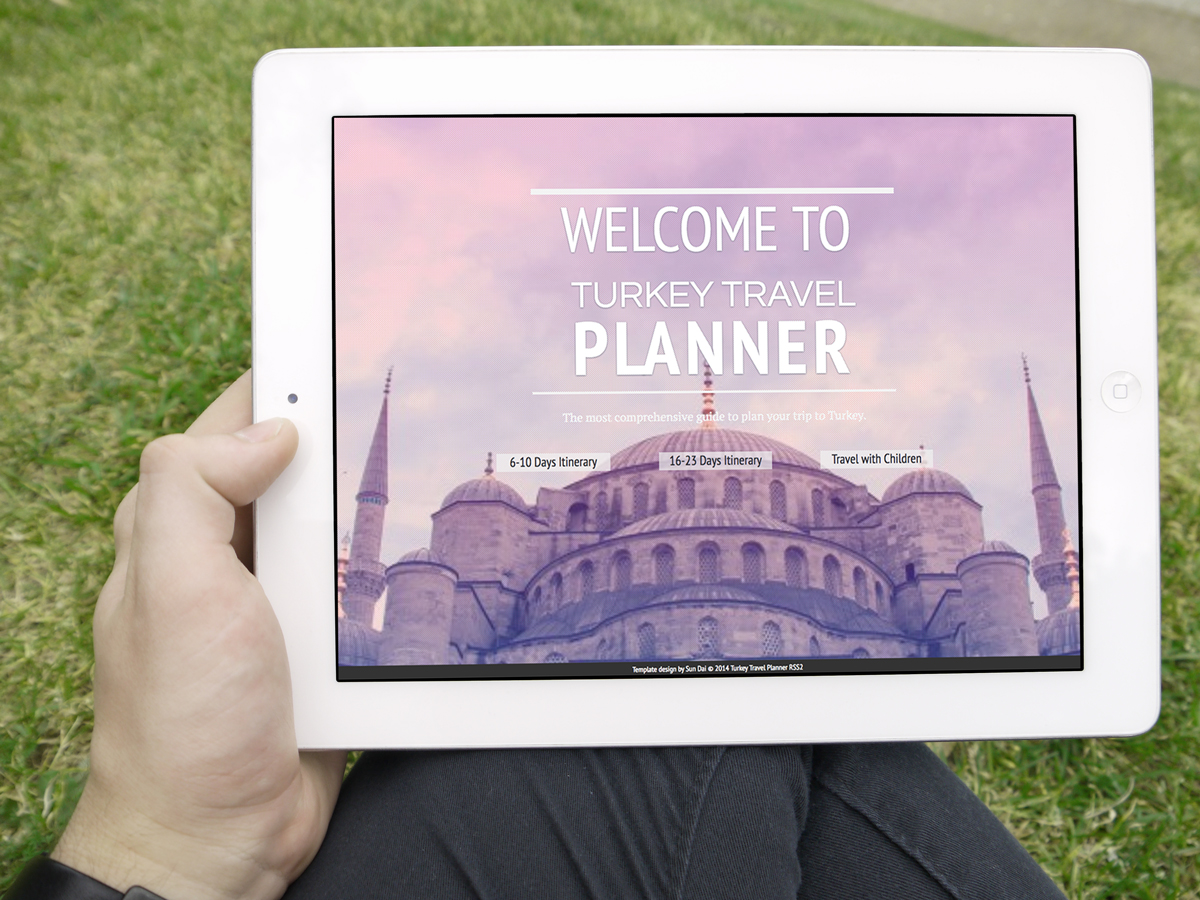 WELCOME TO
TURKEY TRAVEL
PLANNER
The most comprehensive guide to plan your trip to Turkey.
6-10 Days Itinerary
16-23 Days Itinerary
Travel with Children
Template design by Sun Dai © 2014 Turkey Travel Planner RSS2